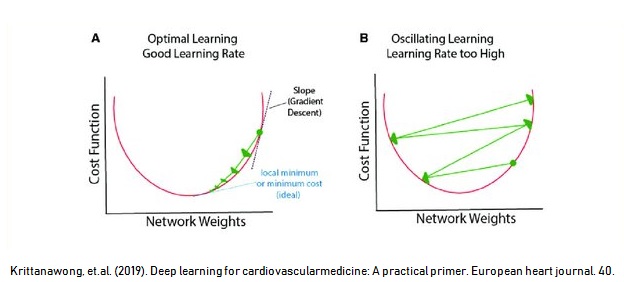 A
Optimal Learning
Good Learning Rate
Cost Function
Slope
(Gradient
Descent)
local minimum
or minimum cost
(ideal)
Network Weights
B
Oscillating Learning
Learning Rate too High
Cost Function
Network Weights
Krittanawong, et.al. (2019). Deep learning for cardiovascularmedicine: A practical primer. European heart journal. 40.